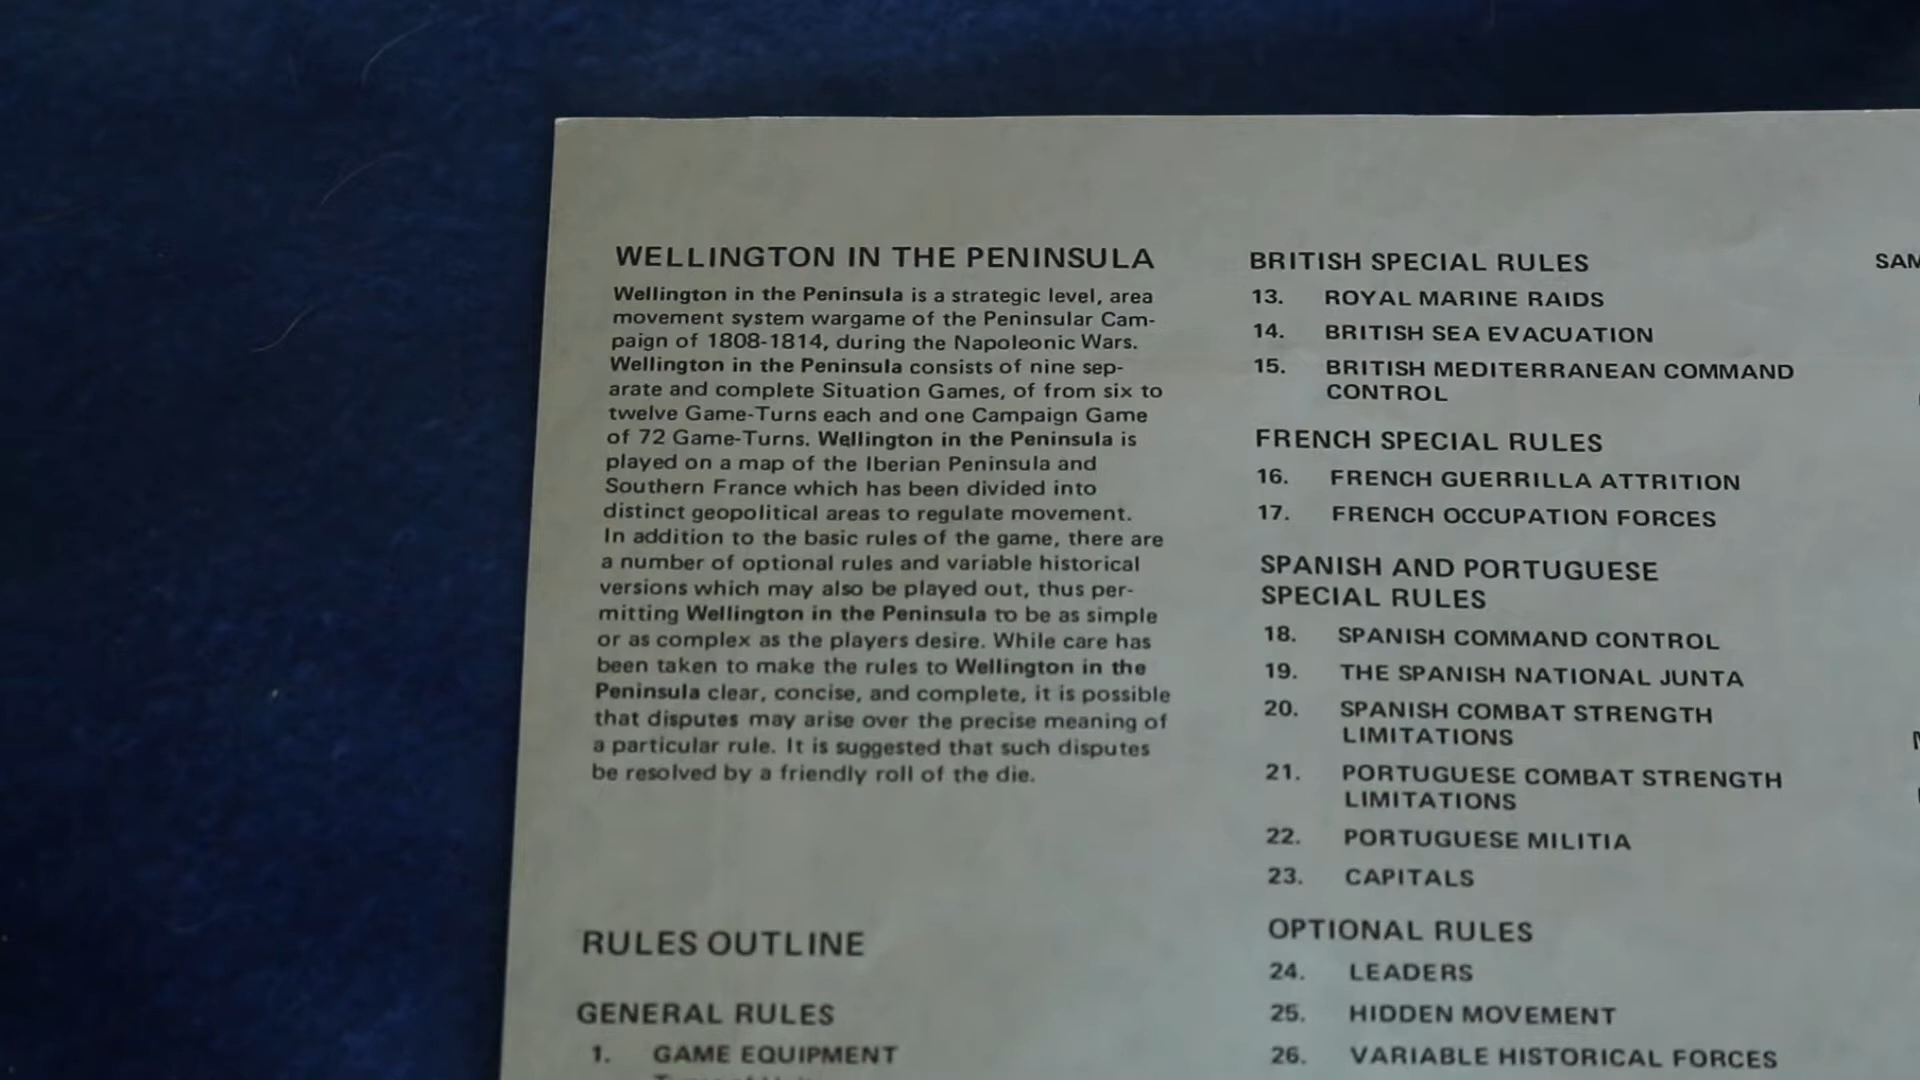 WELLINGTON IN THE PENINSULA
Wellington in the Peninsula is a strategic level, area
movement system wargame of the Peninsular Cam-
paign of 1808-1814, during the Napoleonic Wars.
Wellington in the Peninsula consists of nine sep-
arate and complete Situation Games, of from six to
twelve Game-Turns each and one Campaign Game
of 72 Game-Turns. Wellington in the Peninsula is
played on a map of the Iberian Peninsula and
Southern France which has been divided into
distinct geopolitical areas to regulate movement.
In addition to the basic rules of the game, there are
a number of optional rules and variable historical
versions which may also be played out, thus per-
mitting Wellington in the Peninsula to be as simple
or as complex as the players desire. While care has
been taken to make the rules to Wellington in the
Peninsula clear, concise, and complete, it is possible
that disputes may arise over the precise meaning of
a particular rule. It is suggested that such disputes
be resolved by a friendly roll of the die.
RULES OUTLINE
GENERAL RULES
1. GAME EQUIPMENT
BRITISH SPECIAL RULES
13. ROYAL MARINE RAIDS
14. BRITISH SEA EVACUATION
15. BRITISH MEDITERRANEAN COMMAND
CONTROL
FRENCH SPECIAL RULES
16. FRENCH GUERRILLA ATTRITION
17. FRENCH OCCUPATION FORCES
SPANISH AND PORTUGUESE
SPECIAL RULES
18. SPANISH COMMAND CONTROL
19. THE SPANISH NATIONAL JUNTA
20. SPANISH COMBAT STRENGTH
LIMITATIONS
21. PORTUGUESE COMBAT STRENGTH
LIMITATIONS
22. PORTUGUESE MILITIA
23. CAPITALS
OPTIONAL RULES
24. LEADERS
25. HIDDEN MOVEMENT
26. VARIABLE HISTORICAL FORCES